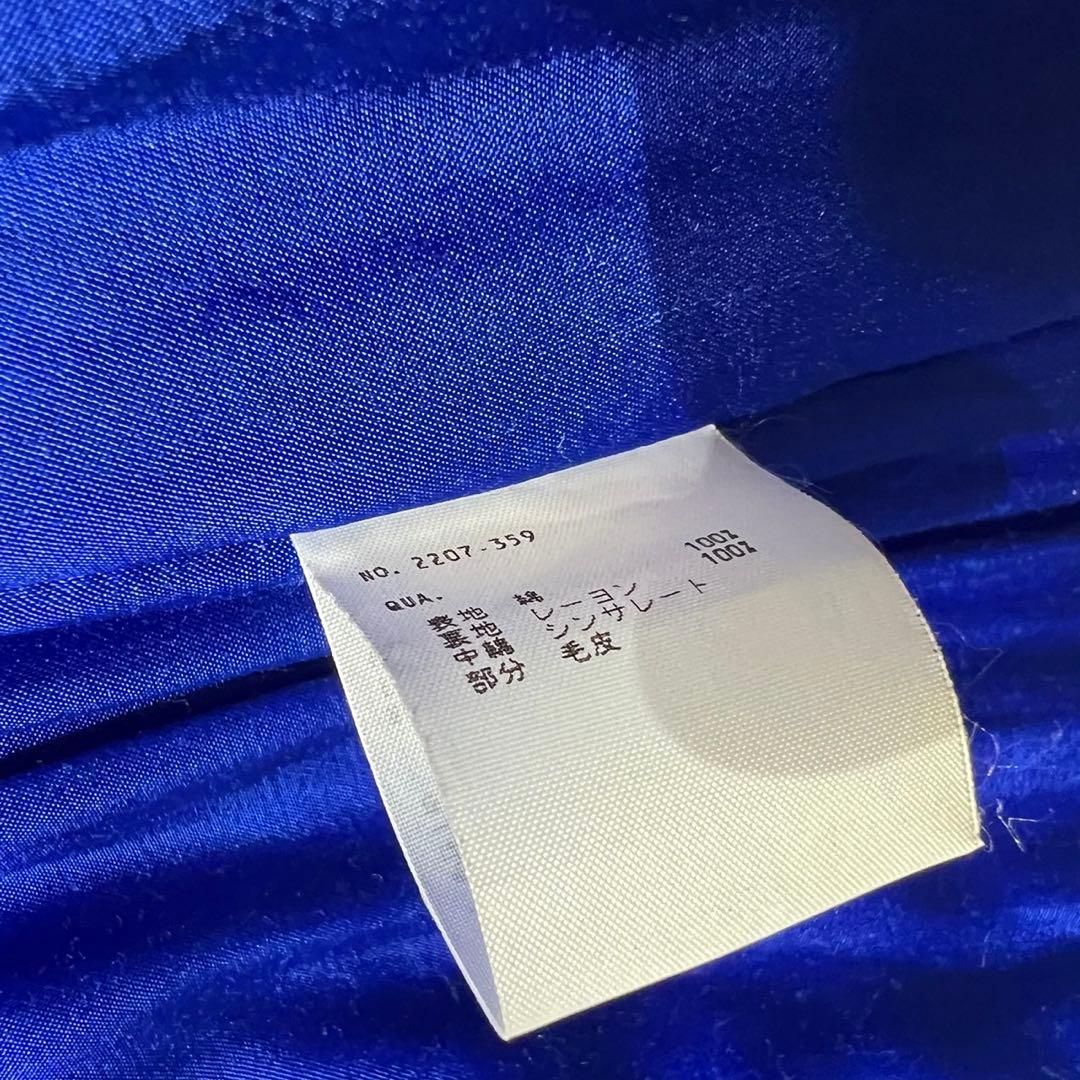 NO. 2207-359
QUA.
表地 綿 100%
裏地 レーヨン 100%
中輪 シンサレート
部分 毛皮